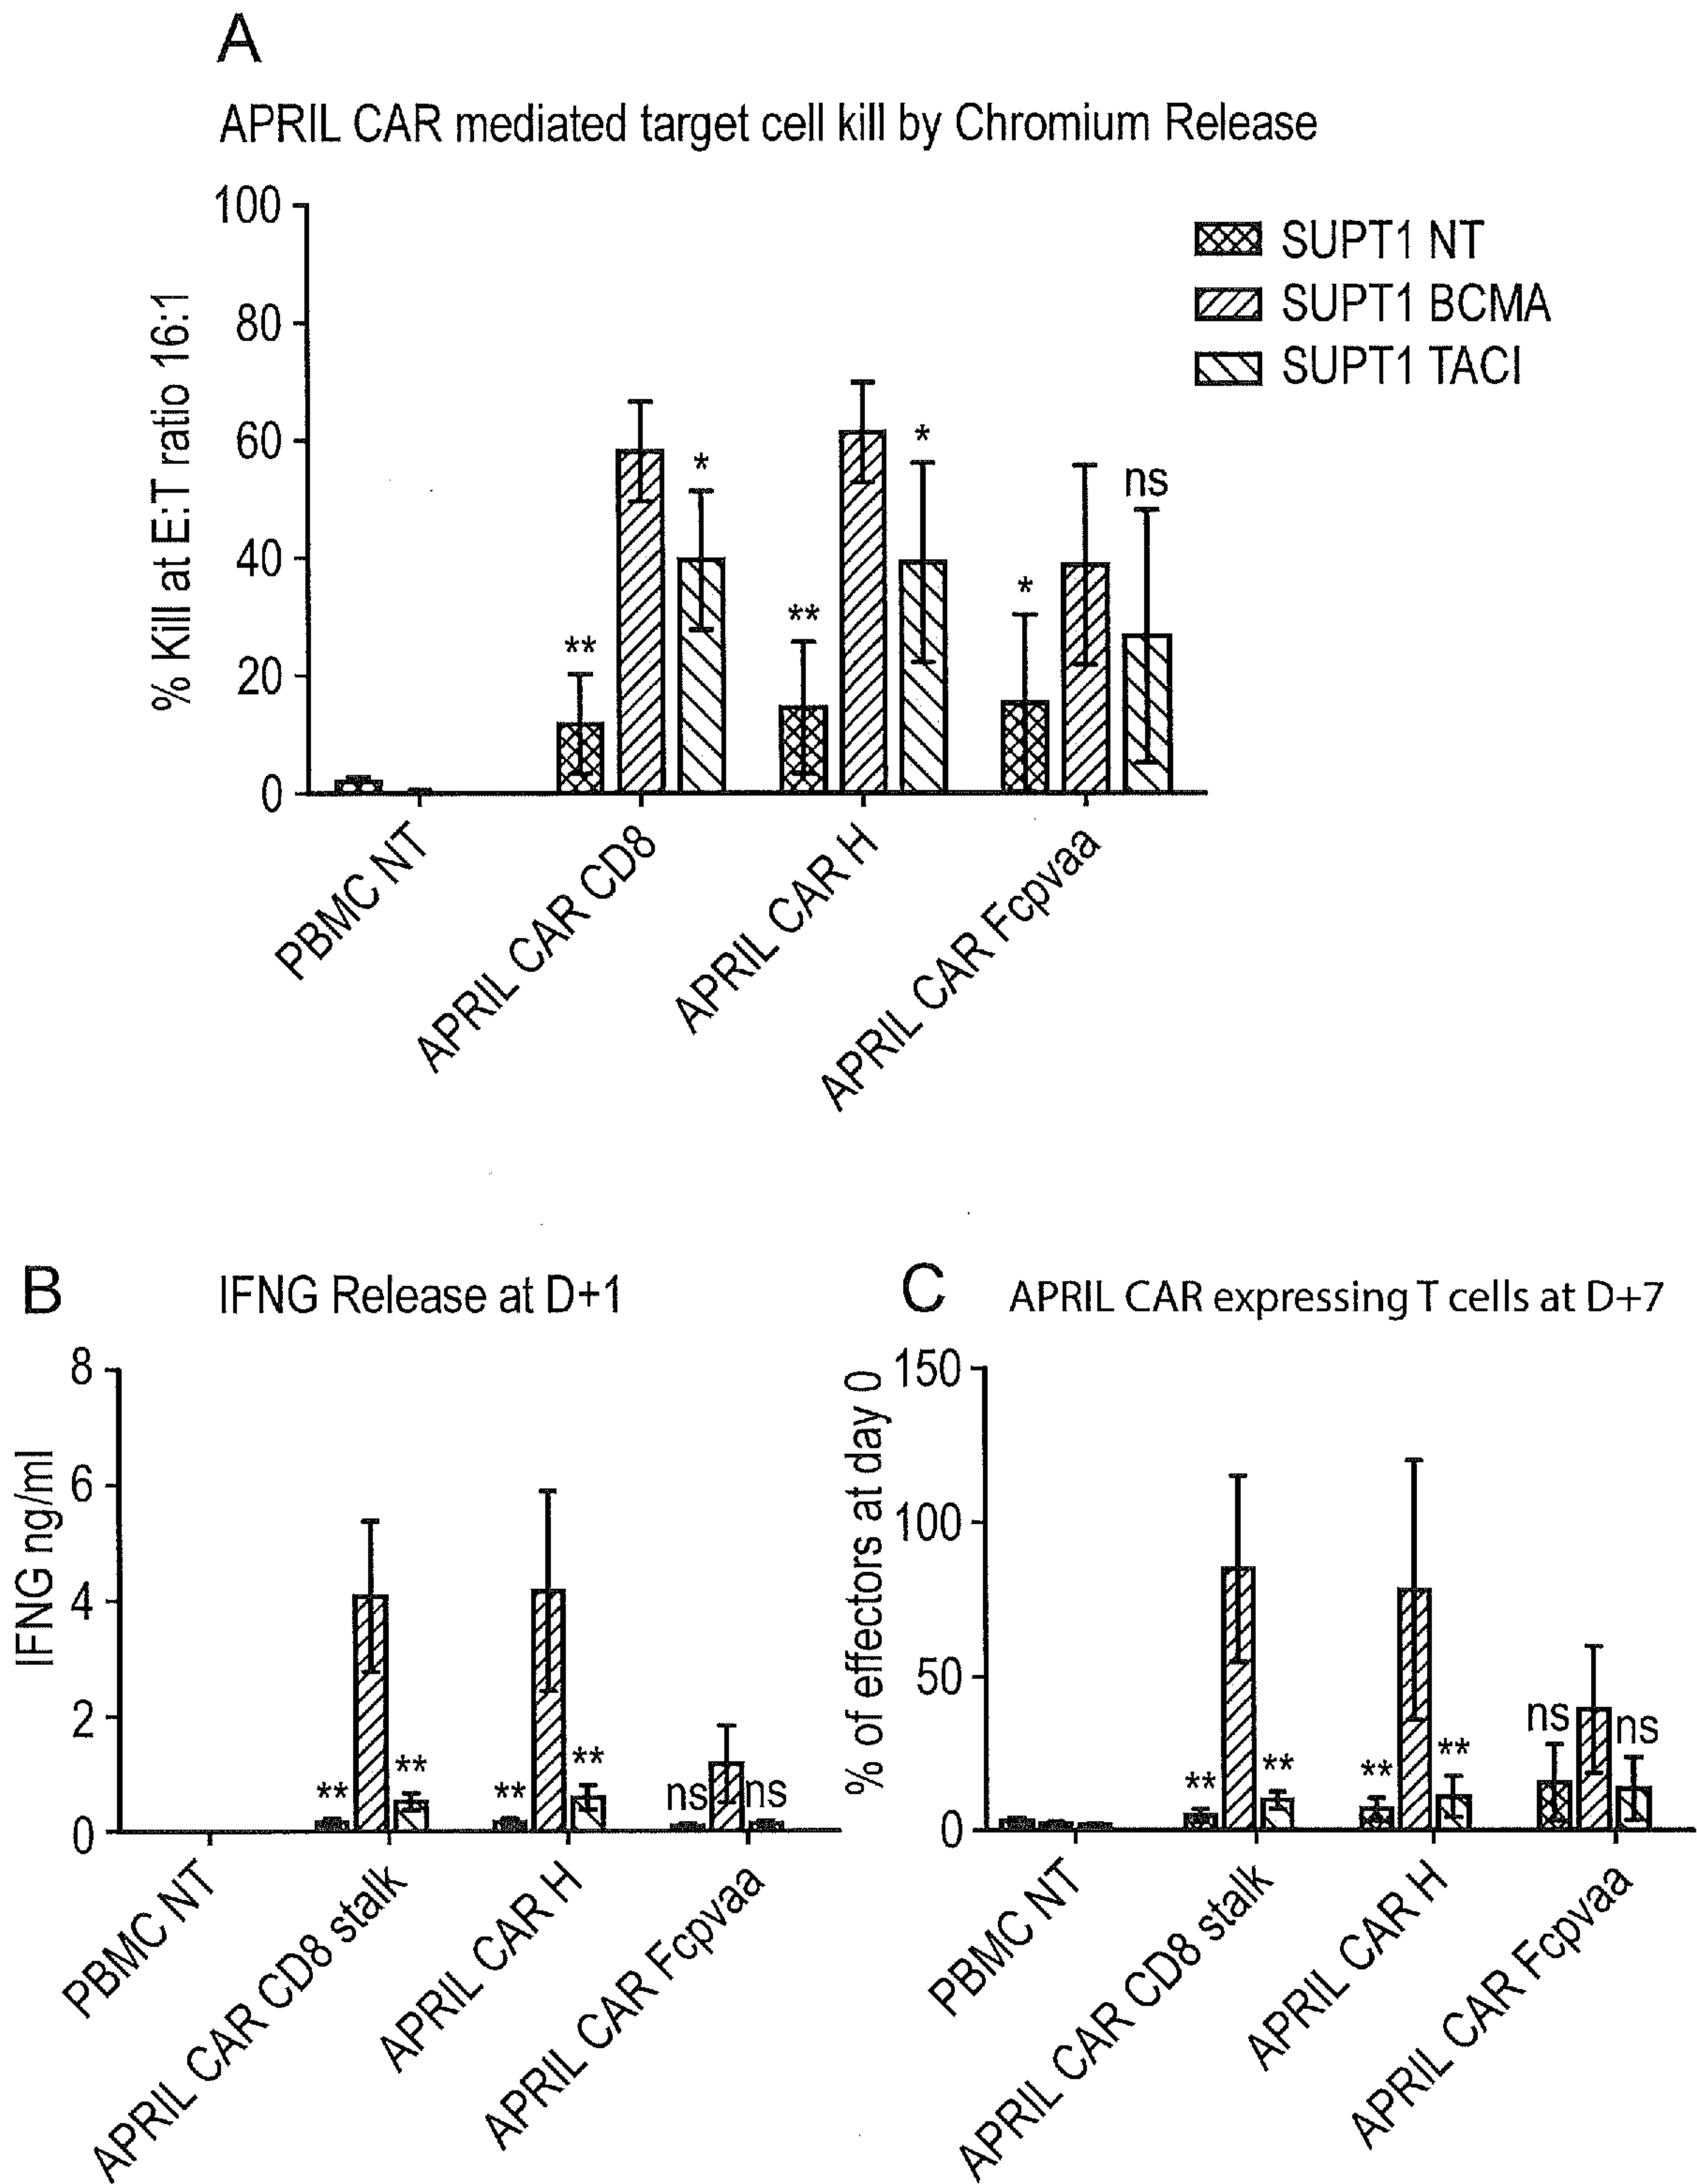 A
APRIL CAR mediated target cell kill by Chromium Release
% Kill at E:T ratio 16:1
100
80
60
40
20
0
SUPT1 NT
SUPT1 BCMA
SUPT1 TACI
**
*
**
*
*
ns
PBMC NT
APRIL CAR CD8
APRIL CAR H
APRIL CAR Fcpvaa
B
IFNG Release at D+1
IFNG ng/ml
8
6
4
2
0
**
**
**
**
ns
ns
PBMC NT
APRIL CAR CD8 stalk
APRIL CAR H
APRIL CAR Fcpvaa
C
APRIL CAR expressing T cells at D+7
% of effectors at day 0
150
100
50
0
**
**
**
**
ns
ns
PBMC NT
APRIL CAR CD8 stalk
APRIL CAR H
APRIL CAR Fcpvaa